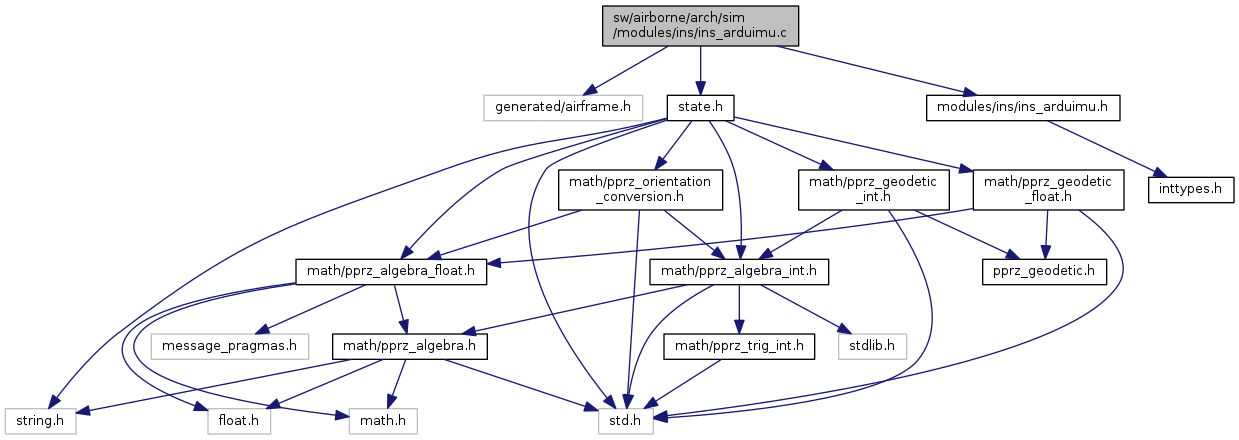 sw/airborne/arch/sim
/modules/ins/ins_arduimu.c
generated/airframe.h
state.h
modules/ins/ins_arduimu.h
math/pprz_orientation
_conversion.h
math/pprz_geodetic
_int.h
math/pprz_geodetic
_float.h
inttypes.h
math/pprz_algebra_float.h
math/pprz_algebra_int.h
pprz_geodetic.h
message_pragmas.h
math/pprz_algebra.h
math/pprz_trig_int.h
stdlib.h
string.h
float.h
math.h
std.h